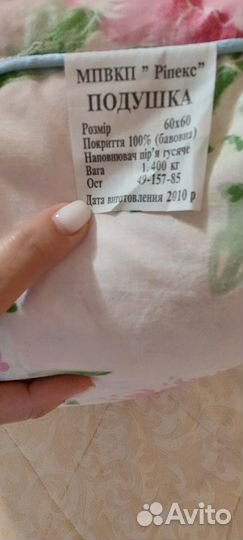 МПВКП " Ріпекс"
ПОДУШКА
Розмір 60х60
Покриття 100% (бавовна)
Наповнювач пір'я гусяче
Вага 1.400 кг
Ост 49-157-85
Дата виготовлення 2010 р
Avito